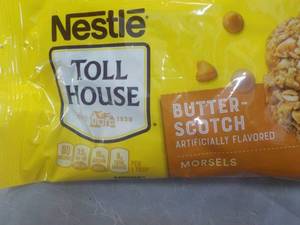 Nestlé
TOLL
HOUSE
BUTTER-
SCOTCH
ARTIFICIALLY FLAVORED
MORSELS